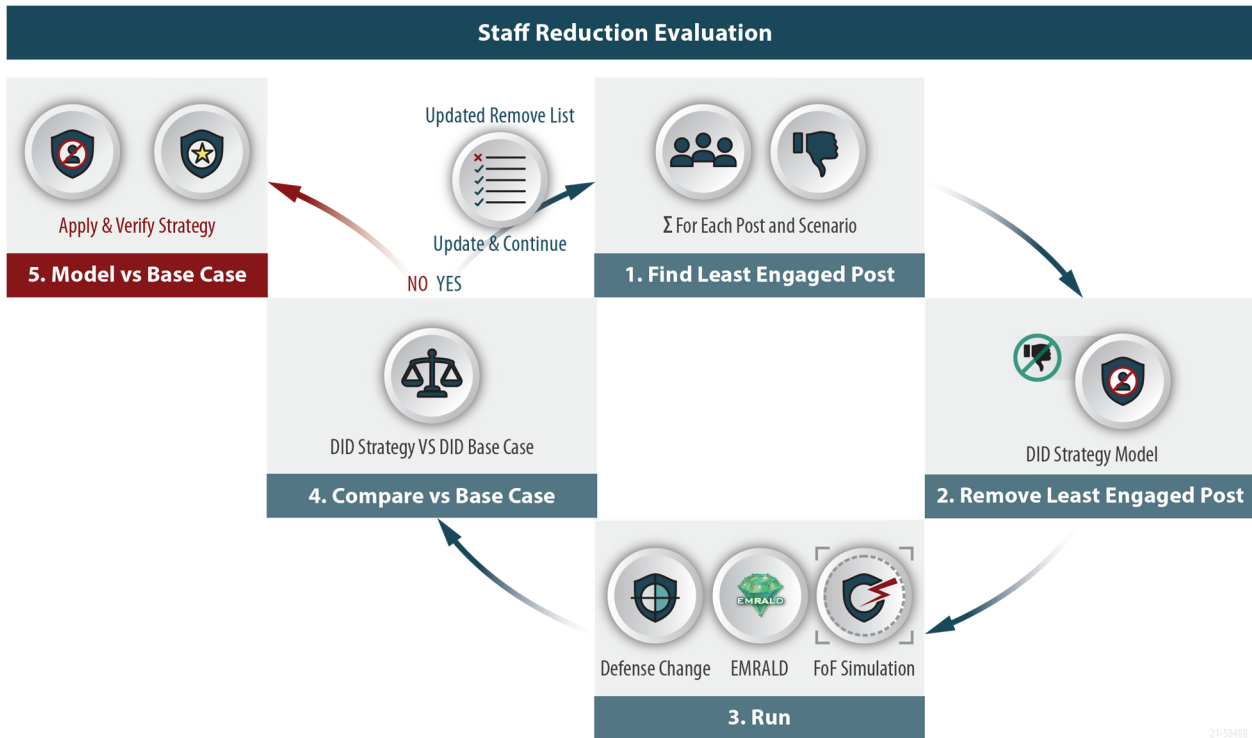 Staff Reduction Evaluation
Apply & Verify Strategy
5. Model vs Base Case
Updated Remove List
Update & Continue
NO YES
Σ For Each Post and Scenario
1. Find Least Engaged Post
DID Strategy Model
2. Remove Least Engaged Post
DID Strategy VS DID Base Case
4. Compare vs Base Case
EMRALD
Defense Change
EMRALD
FoF Simulation
3. Run
21-50488